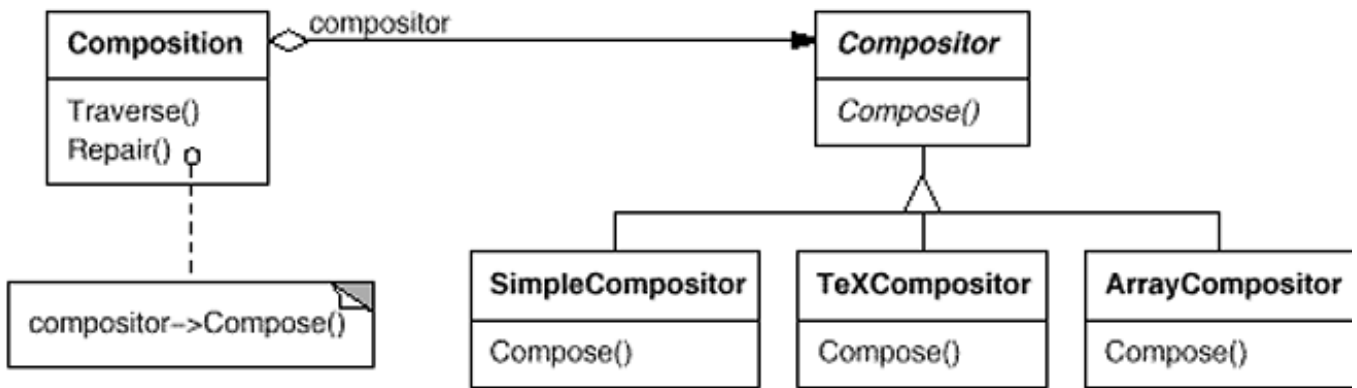 Composition
Traverse()
Repair()
compositor
Compositor
Compose()
compositor->Compose()
SimpleCompositor
Compose()
TeXCompositor
Compose()
ArrayCompositor
Compose()